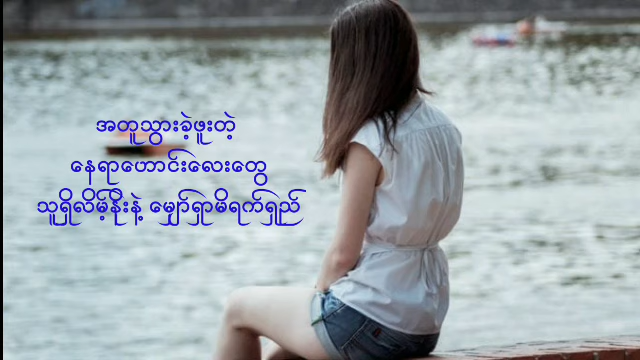 အတူသွားခဲ့ဖူးတဲ့
နေရာဟောင်းလေးတွေ
သူရှိလိမ့်နိုးနဲ့ မျှော်ရှာမိရက်ရှည်